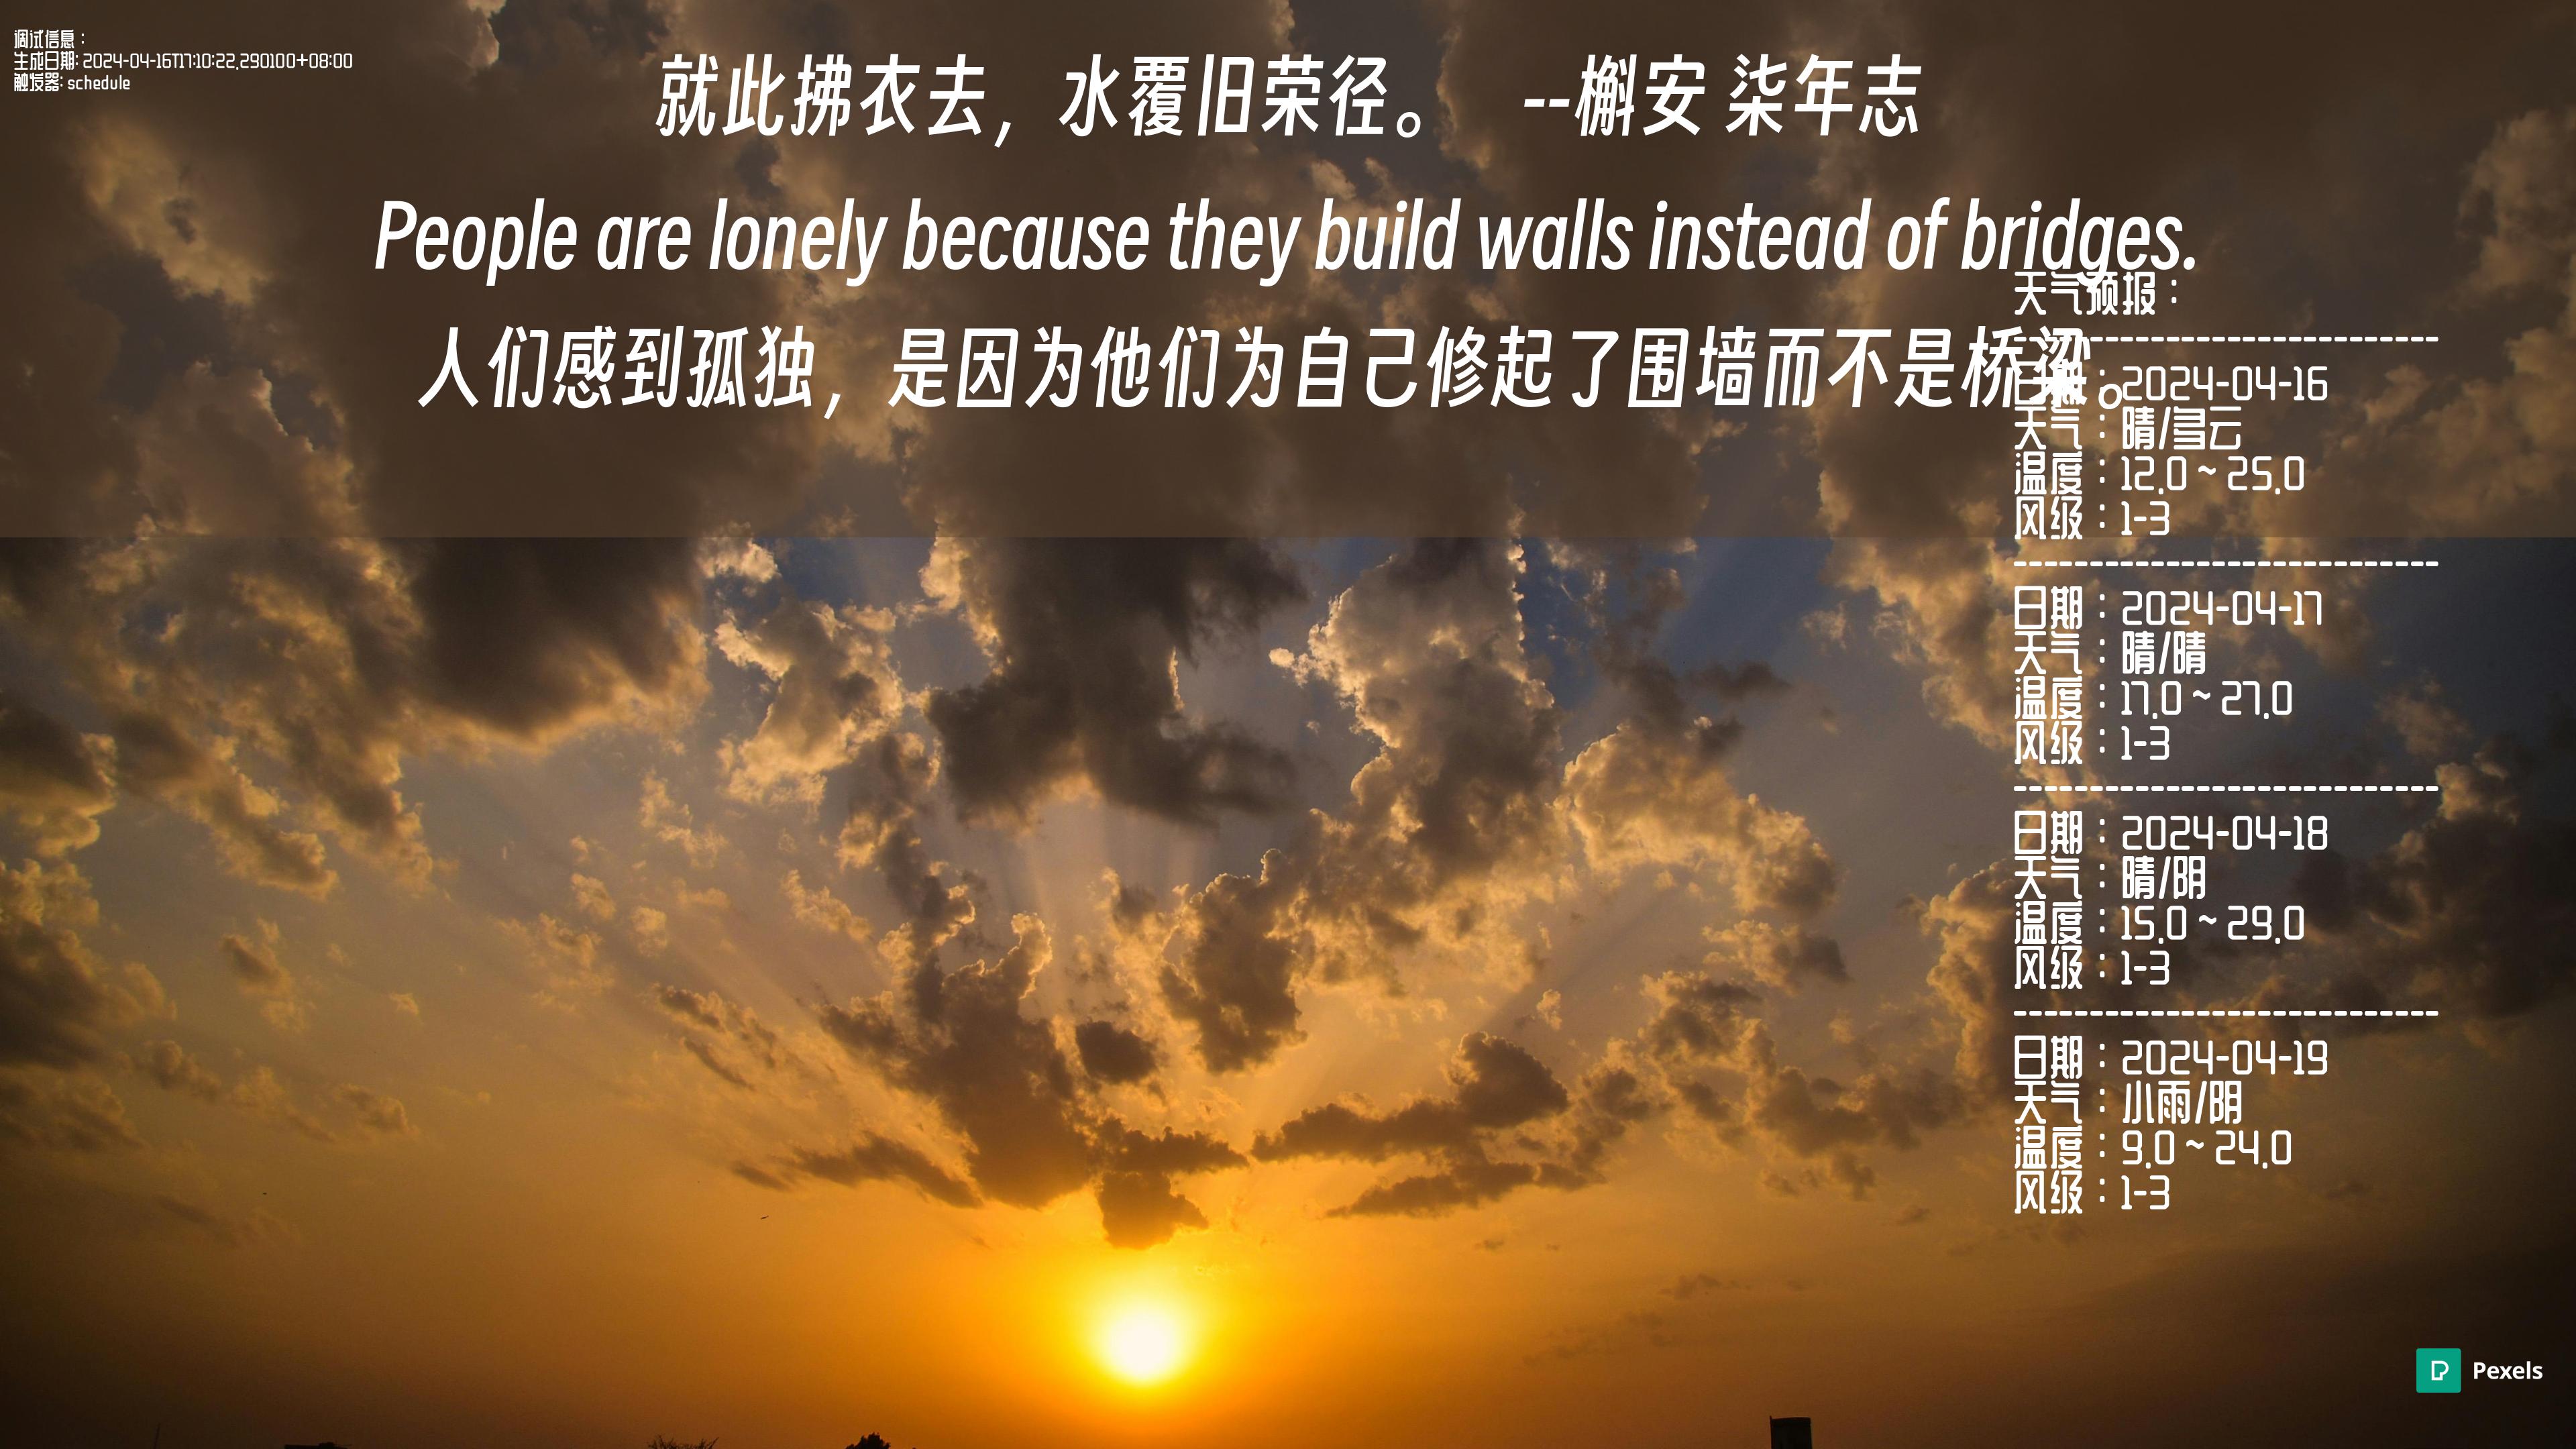 调试信息：
生成日期: 2024-04-16T17:10:22.290100+08:00
触发器: schedule
就此拂衣去，水覆旧荣径。 --槲安 柒年志
People are lonely because they build walls instead of bridges.
人们感到孤独，是因为他们为自己修起了围墙而不是桥梁。
天气预报：
----------------------------
日期：2024-04-16
天气：晴/多云
温度：12.0 ~ 25.0
风级：1-3
----------------------------
日期：2024-04-17
天气：晴/晴
温度：17.0 ~ 27.0
风级：1-3
----------------------------
日期：2024-04-18
天气：晴/阴
温度：15.0 ~ 29.0
风级：1-3
----------------------------
日期：2024-04-19
天气：小雨/阴
温度：9.0 ~ 24.0
风级：1-3
Pexels